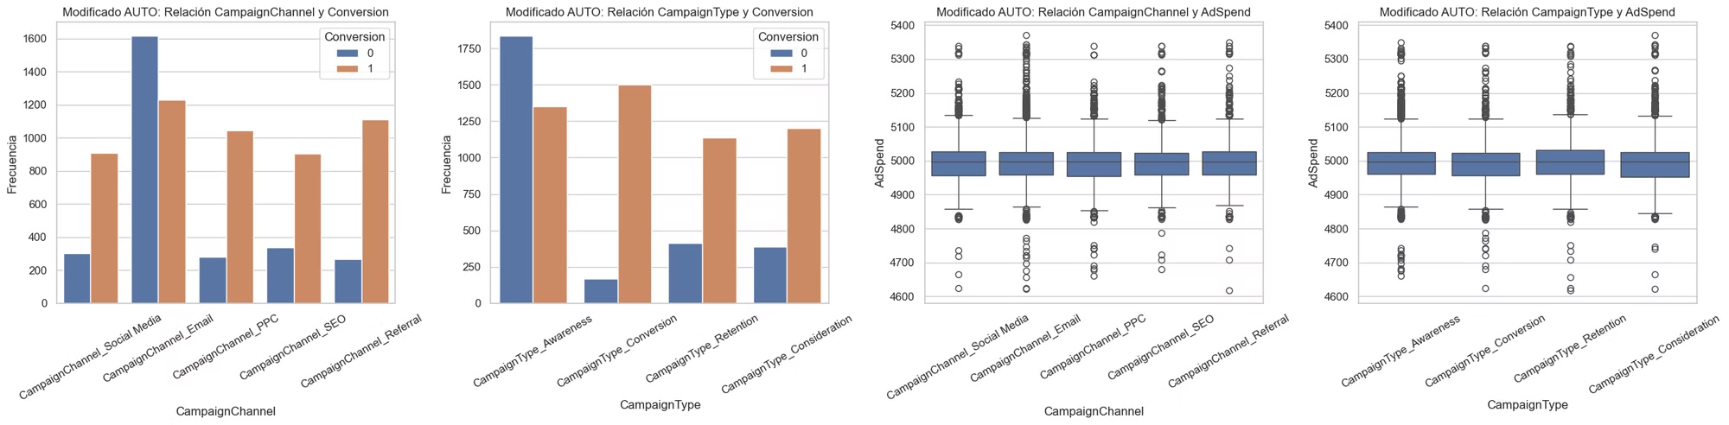 Modificado AUTO: Relación CampaignChannel y Conversion
Frecuencia
1600
1400
1200
1000
800
600
400
200
0
Conversion
0
1
CampaignChannel_Social Media
CampaignChannel_Email
CampaignChannel_PPC
CampaignChannel_SEO
CampaignChannel_Referral
CampaignChannel
Modificado AUTO: Relación CampaignType y Conversion
Frecuencia
1750
1500
1250
1000
750
500
250
0
Conversion
0
1
CampaignType_Awareness
CampaignType_Conversion
CampaignType_Retention
CampaignType_Consideration
CampaignType
Modificado AUTO: Relación CampaignChannel y AdSpend
AdSpend
5400
5300
5200
5100
5000
4900
4800
4700
4600
CampaignChannel_Social Media
CampaignChannel_Email
CampaignChannel_PPC
CampaignChannel_SEO
CampaignChannel_Referral
CampaignChannel
Modificado AUTO: Relación CampaignType y AdSpend
AdSpend
5400
5300
5200
5100
5000
4900
4800
4700
4600
CampaignType_Awareness
CampaignType_Conversion
CampaignType_Retention
CampaignType_Consideration
CampaignType